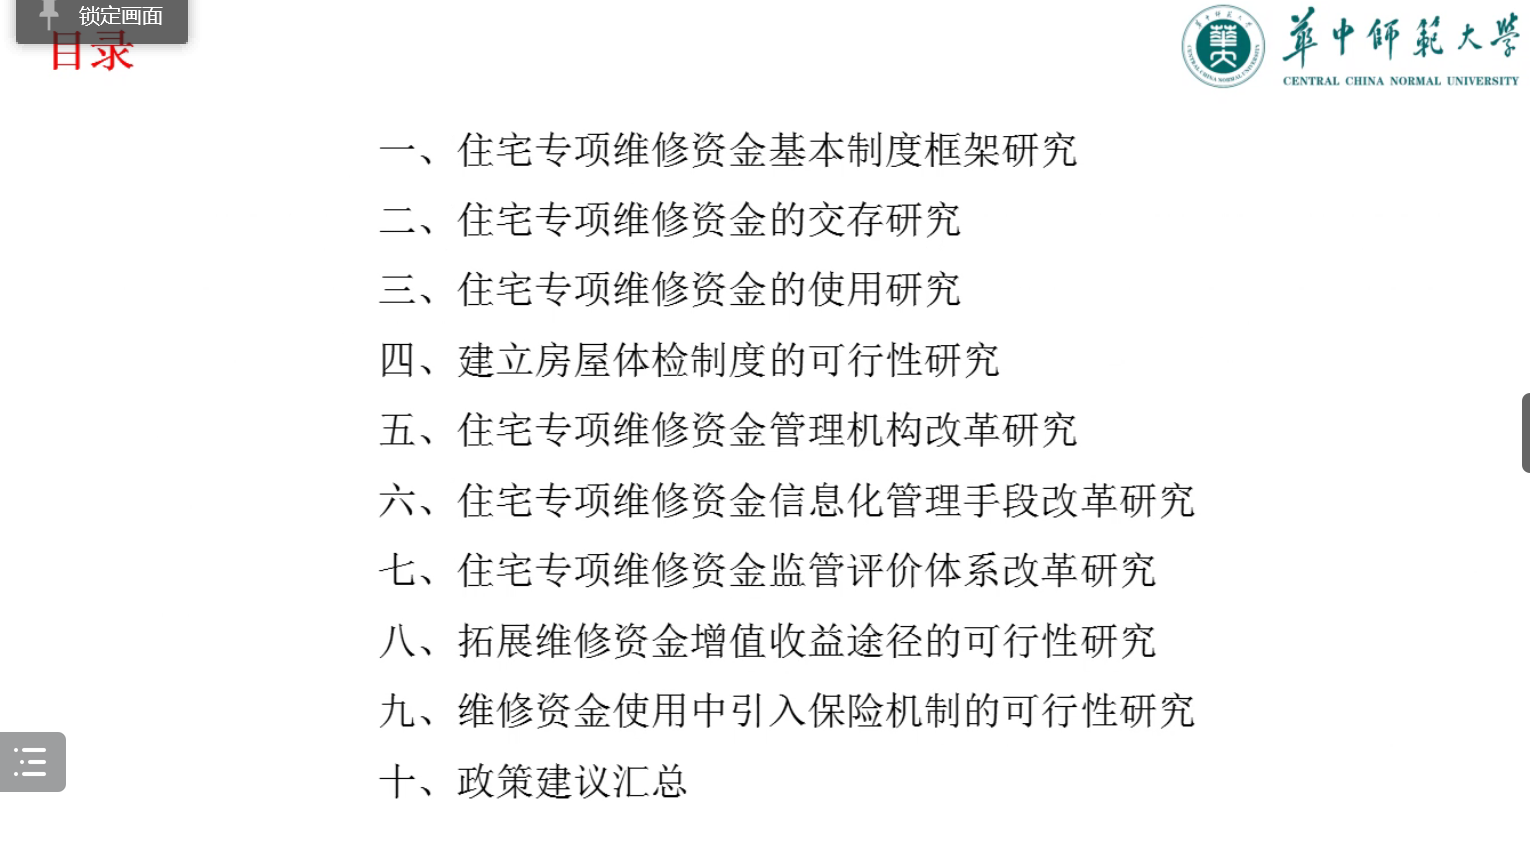 锁定画面
目录
華中師範大學
CENTRAL CHINA NORMAL UNIVERSITY
一、住宅专项维修资金基本制度框架研究
二、住宅专项维修资金的交存研究
三、住宅专项维修资金的使用研究
四、建立房屋体检制度的可行性研究
五、住宅专项维修资金管理机构改革研究
六、住宅专项维修资金信息化管理手段改革研究
七、住宅专项维修资金监管评价体系改革研究
八、拓展维修资金增值收益途径的可行性研究
九、维修资金使用中引入保险机制的可行性研究
十、政策建议汇总